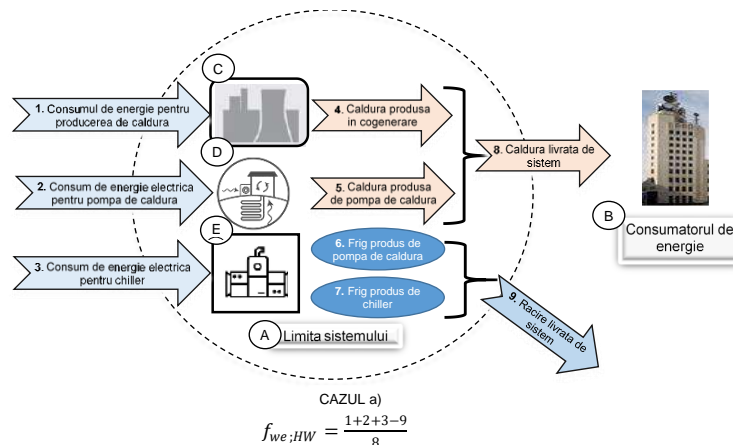 C
1. Consumul de energie pentru
producerea de caldura
4. Caldura produsa
in cogenerare
8. Caldura livrata de
sistem
D
2. Consum de energie electrica
pentru pompa de caldura
5. Caldura produsa
de pompa de caldura
B
Consumatorul de
energie
E
3. Consum de energie electrica
pentru chiller
6. Frig produs de
pompa de caldura
7. Frig produs de
chiller
9. Racire livrata de
sistem
A
Limita sistemului
CAZUL a)
f_{we;HW} = \frac{1+2+3-9}{8}